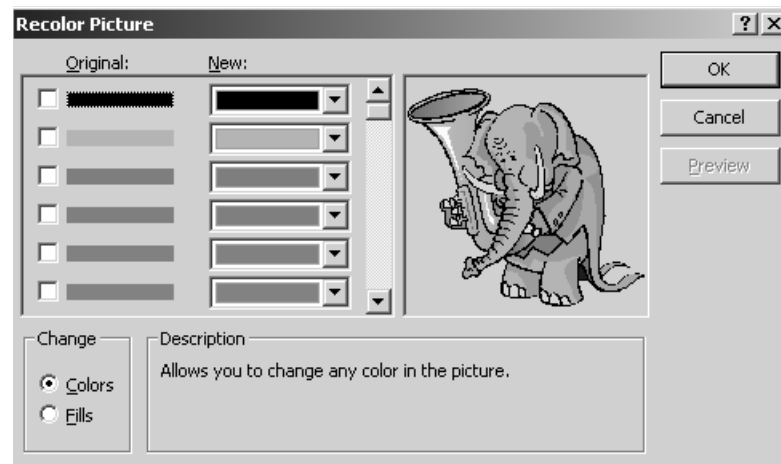 Recolor Picture
Original: New:
OK
Cancel
Preview
Change
Colors
Fills
Description
Allows you to change any color in the picture.